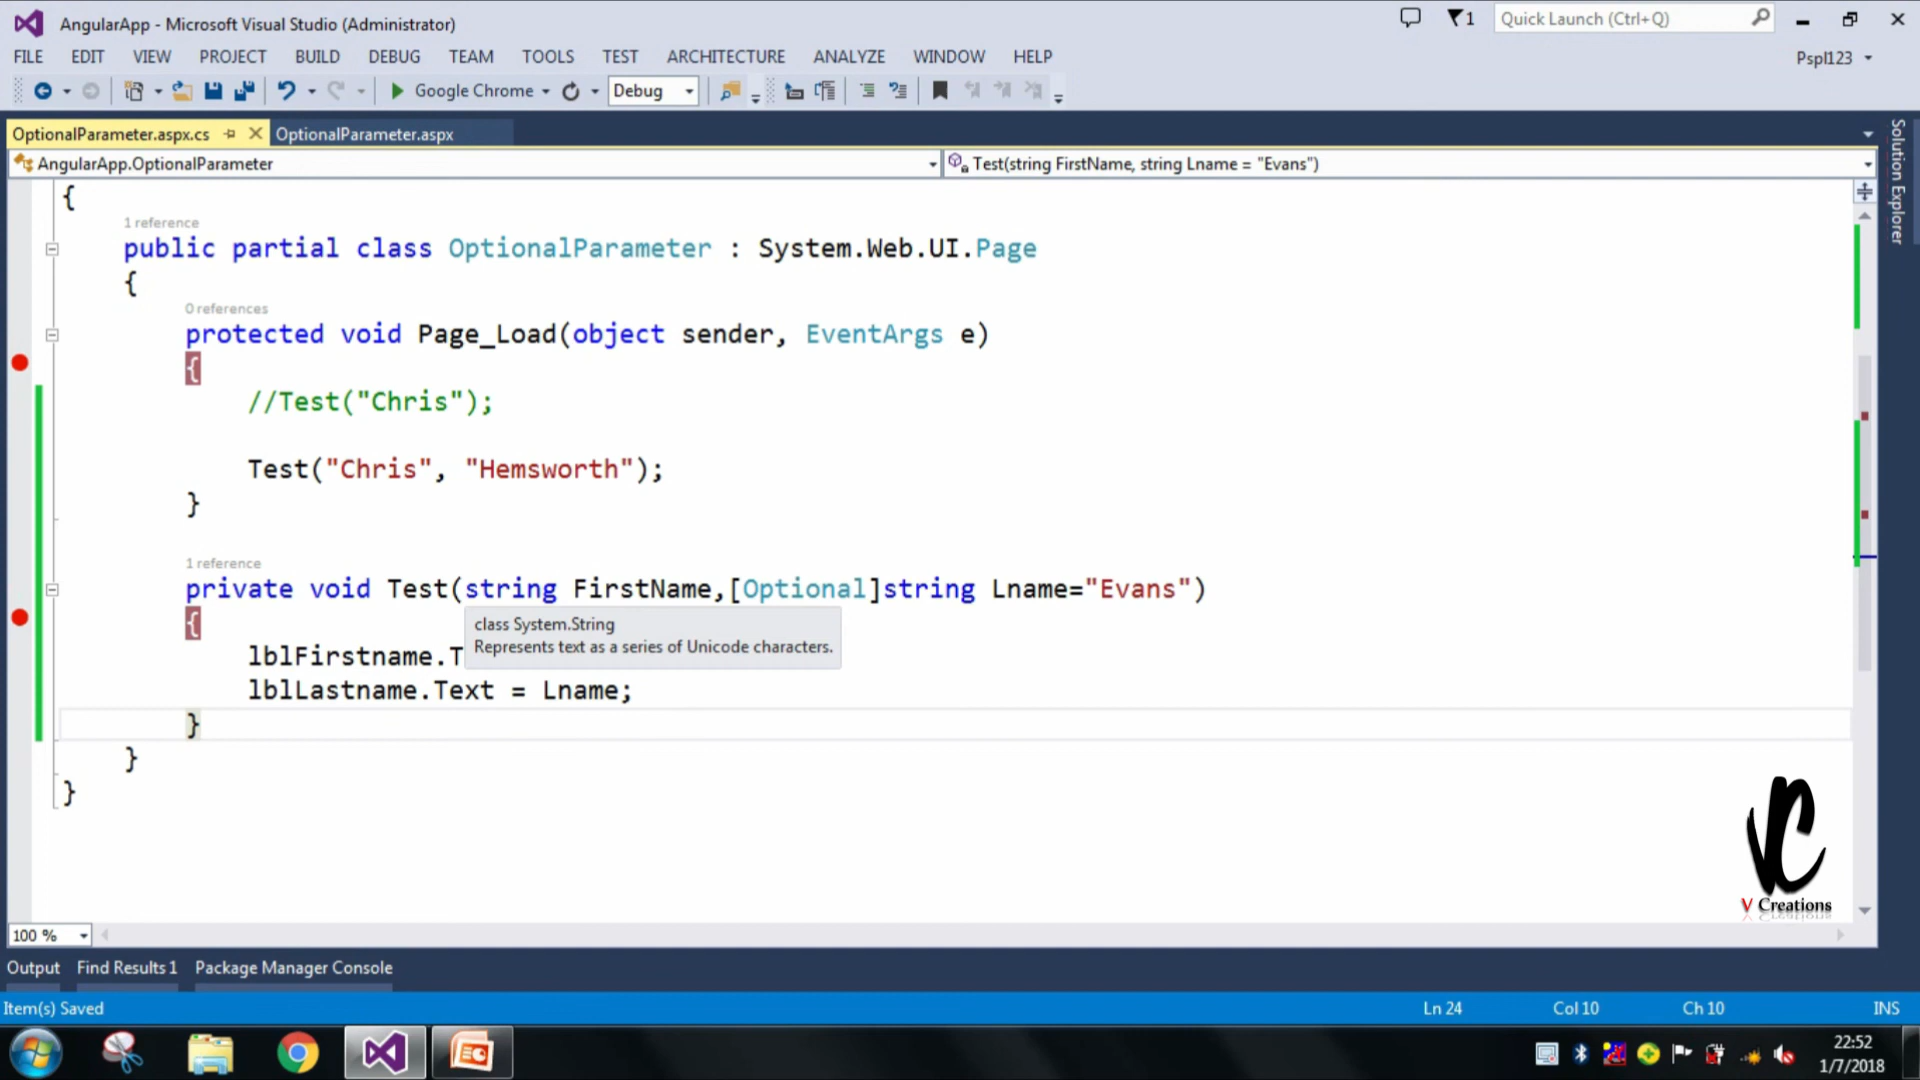 AngularApp - Microsoft Visual Studio (Administrator)
1
Quick Launch (Ctrl+Q)
FILE EDIT VIEW PROJECT BUILD DEBUG TEAM TOOLS TEST ARCHITECTURE ANALYZE WINDOW HELP
Pspl123
Google Chrome
Debug
OptionalParameter.aspx.cs
OptionalParameter.aspx
Solution Explorer
AngularApp.OptionalParameter
Test(string FirstName, string Lname = "Evans")
{
1 reference
public partial class OptionalParameter : System.Web.UI.Page
{
0 references
protected void Page_Load(object sender, EventArgs e)
{
//Test("Chris");
Test("Chris", "Hemsworth");
}
1 reference
private void Test(string FirstName,[Optional]string Lname="Evans")
{
class System.String
Represents text as a series of Unicode characters.
lblFirstname.T
lblLastname.Text = Lname;
}
}
}
VC
V Creations
100 %
Output Find Results 1 Package Manager Console
Item(s) Saved
Ln 24 Col 10 Ch 10 INS
22:52
1/7/2018